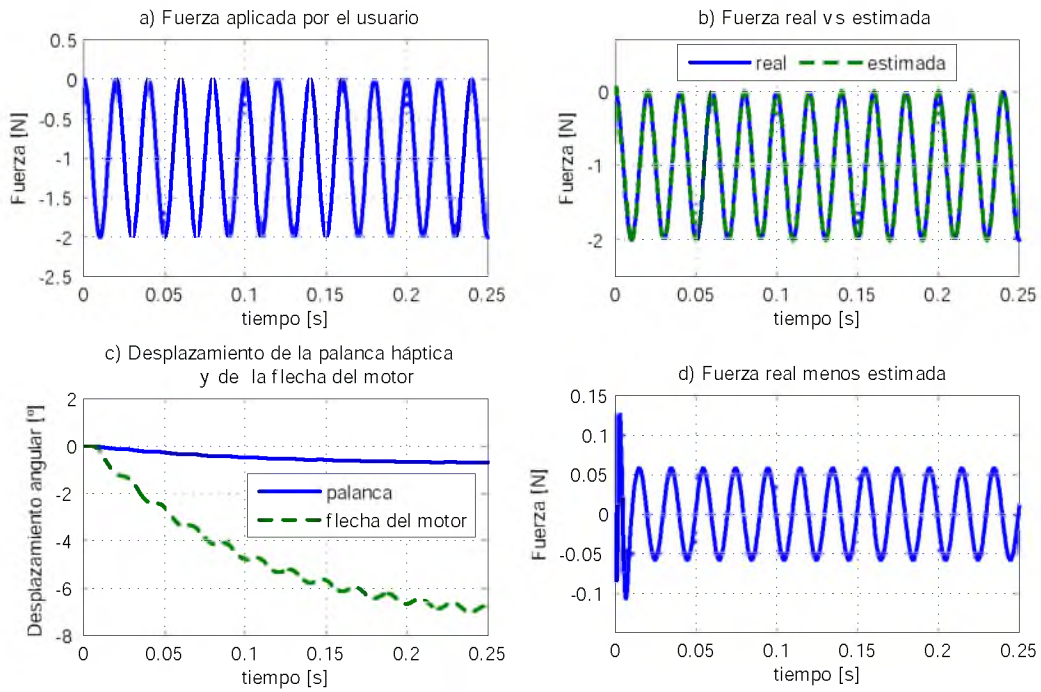 a) Fuerza aplicada por el usuario
Fuerza [N]
0.5
0
-0.5
-1
-1.5
-2
-2.5
0 0.05 0.1 0.15 0.2 0.25
tiempo [s]
b) Fuerza real vs estimada
real estimada
Fuerza [N]
0
-1
-2
0 0.05 0.1 0.15 0.2 0.25
tiempo [s]
c) Desplazamiento de la palanca háptica
y de la flecha del motor
Desplazamiento angular [º]
2
0
-2
-4
-6
-8
palanca
flecha del motor
0 0.05 0.1 0.15 0.2 0.25
tiempo [s]
d) Fuerza real menos estimada
Fuerza [N]
0.15
0.1
0.05
0
-0.05
-0.1
0 0.05 0.1 0.15 0.2 0.25
tiempo [s]